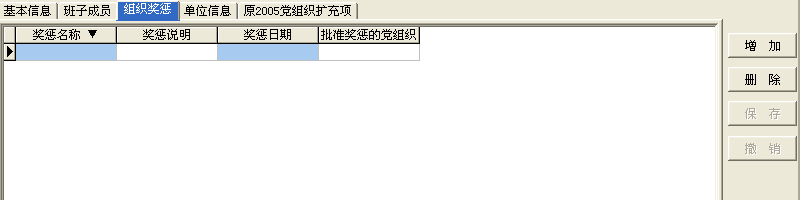 基本信息 班子成员 组织奖惩 单位信息 原2005党组织扩充项
奖惩名称 奖惩说明 奖惩日期 批准奖惩的党组织
增 加
删 除
保 存
撤 销